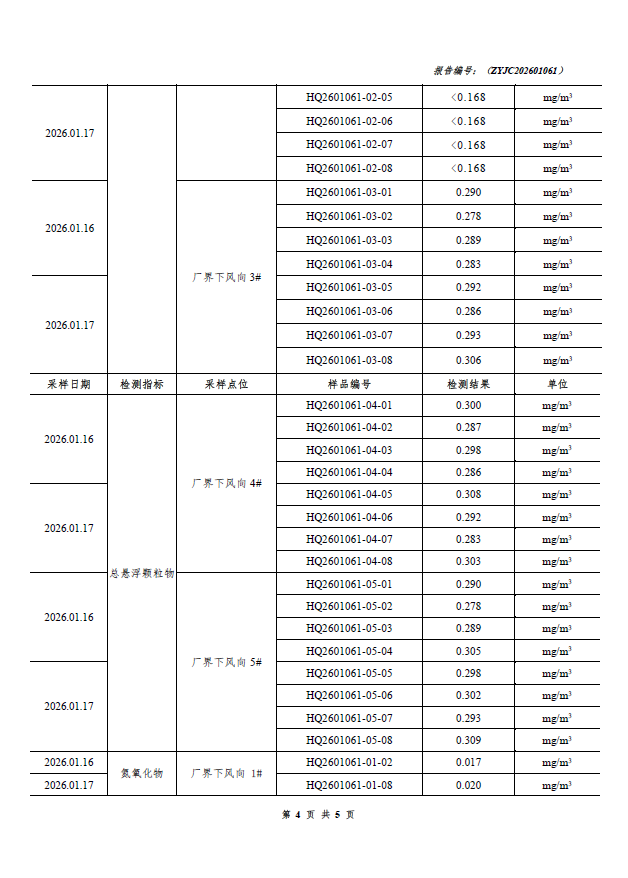 报告编号：（ZYJC202601061）
2026.01.17 HQ2601061-02-05 <0.168 mg/m³
HQ2601061-02-06 <0.168 mg/m³
HQ2601061-02-07 <0.168 mg/m³
HQ2601061-02-08 <0.168 mg/m³
2026.01.16 厂界下风向 3# HQ2601061-03-01 0.290 mg/m³
HQ2601061-03-02 0.278 mg/m³
HQ2601061-03-03 0.289 mg/m³
HQ2601061-03-04 0.283 mg/m³
2026.01.17 HQ2601061-03-05 0.292 mg/m³
HQ2601061-03-06 0.286 mg/m³
HQ2601061-03-07 0.293 mg/m³
HQ2601061-03-08 0.306 mg/m³
采样日期 检测指标 采样点位 样品编号 检测结果 单位
2026.01.16 总悬浮颗粒物 厂界下风向 4# HQ2601061-04-01 0.300 mg/m³
HQ2601061-04-02 0.287 mg/m³
HQ2601061-04-03 0.298 mg/m³
HQ2601061-04-04 0.286 mg/m³
2026.01.17 HQ2601061-04-05 0.308 mg/m³
HQ2601061-04-06 0.292 mg/m³
HQ2601061-04-07 0.283 mg/m³
HQ2601061-04-08 0.303 mg/m³
2026.01.16 厂界下风向 5# HQ2601061-05-01 0.290 mg/m³
HQ2601061-05-02 0.278 mg/m³
HQ2601061-05-03 0.289 mg/m³
HQ2601061-05-04 0.305 mg/m³
2026.01.17 HQ2601061-05-05 0.298 mg/m³
HQ2601061-05-06 0.302 mg/m³
HQ2601061-05-07 0.293 mg/m³
HQ2601061-05-08 0.309 mg/m³
2026.01.16 氮氧化物 厂界下风向 1# HQ2601061-01-02 0.017 mg/m³
2026.01.17 HQ2601061-01-08 0.020 mg/m³
第 4 页 共 5 页